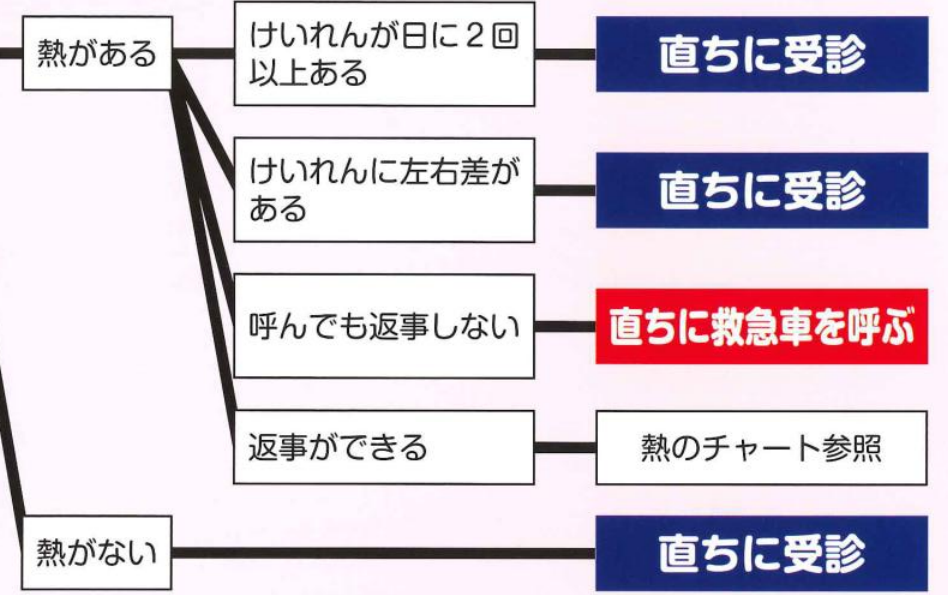 熱がある
けいれんが日に２回
以上ある
直ちに受診
けいれんに左右差が
ある
直ちに受診
呼んでも返事しない
直ちに救急車を呼ぶ
返事ができる
熱のチャート参照
熱がない
直ちに受診